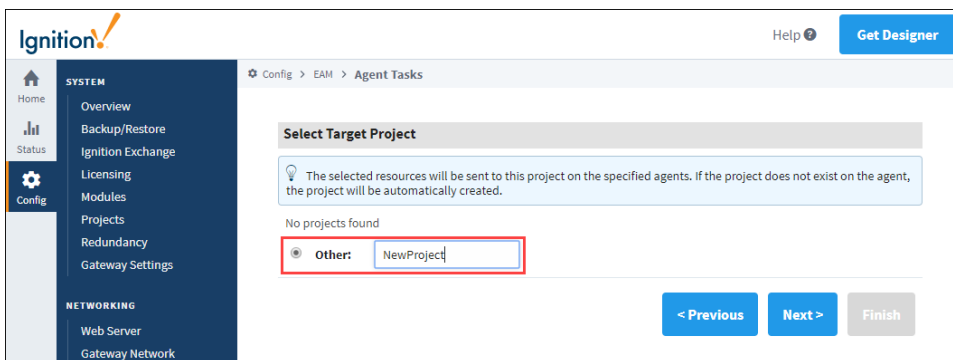 Ignition!
Help ?
Get Designer
Home
Status
Config
SYSTEM
Overview
Backup/Restore
Ignition Exchange
Licensing
Modules
Projects
Redundancy
Gateway Settings
NETWORKING
Web Server
Gateway Network
Config > EAM > Agent Tasks
Select Target Project
The selected resources will be sent to this project on the specified agents. If the project does not exist on the agent,
the project will be automatically created.
No projects found
Other: NewProject
< Previous
Next >
Finish